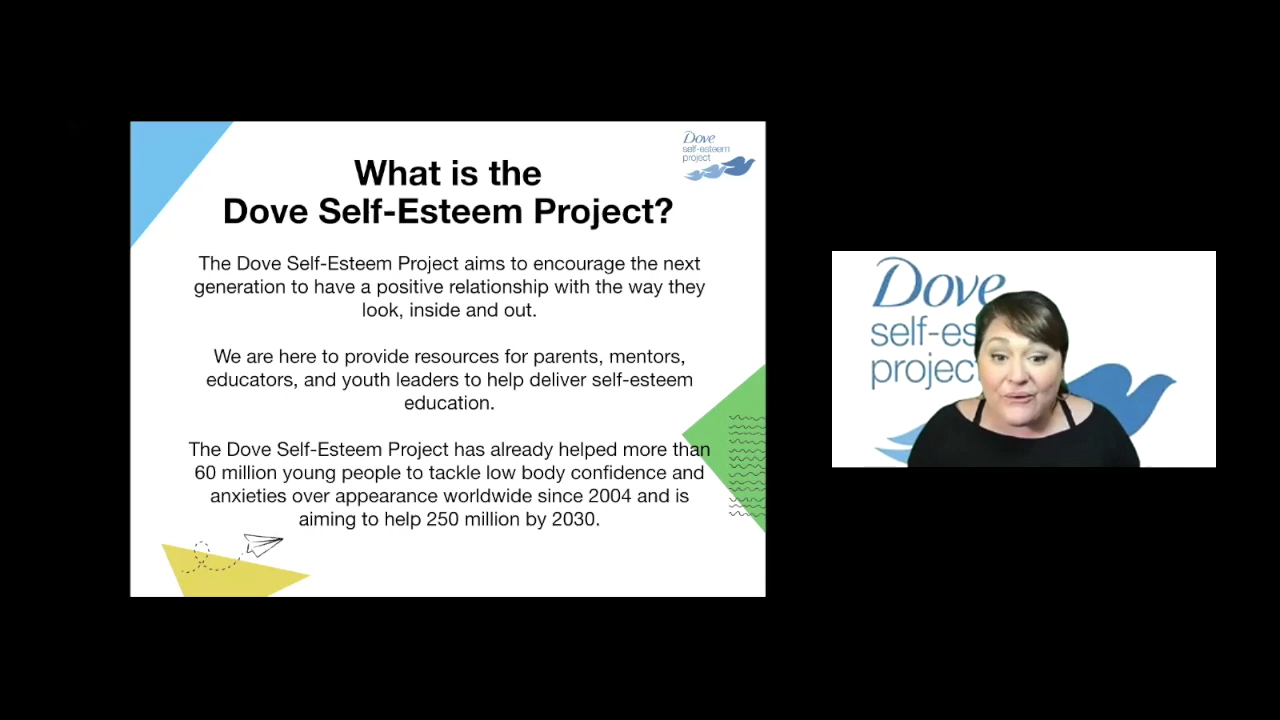 Dove
self-esteem
project
What is the
Dove Self-Esteem Project?
The Dove Self-Esteem Project aims to encourage the next
generation to have a positive relationship with the way they
look, inside and out.
We are here to provide resources for parents, mentors,
educators, and youth leaders to help deliver self-esteem
education.
The Dove Self-Esteem Project has already helped more than
60 million young people to tackle low body confidence and
anxieties over appearance worldwide since 2004 and is
aiming to help 250 million by 2030.
Dove
self-es
projec